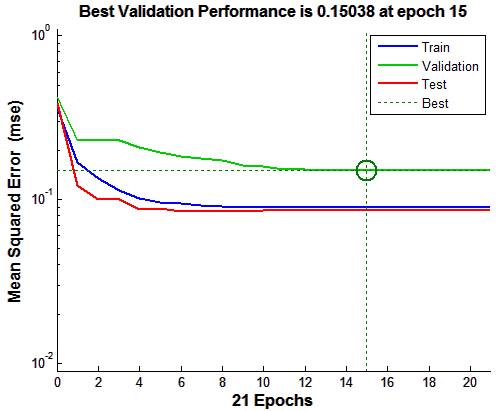 Best Validation Performance is 0.15038 at epoch 15
Mean Squared Error (mse)
10^0
10^-1
10^-2
Train
Validation
Test
Best
0 2 4 6 8 10 12 14 16 18 20
21 Epochs